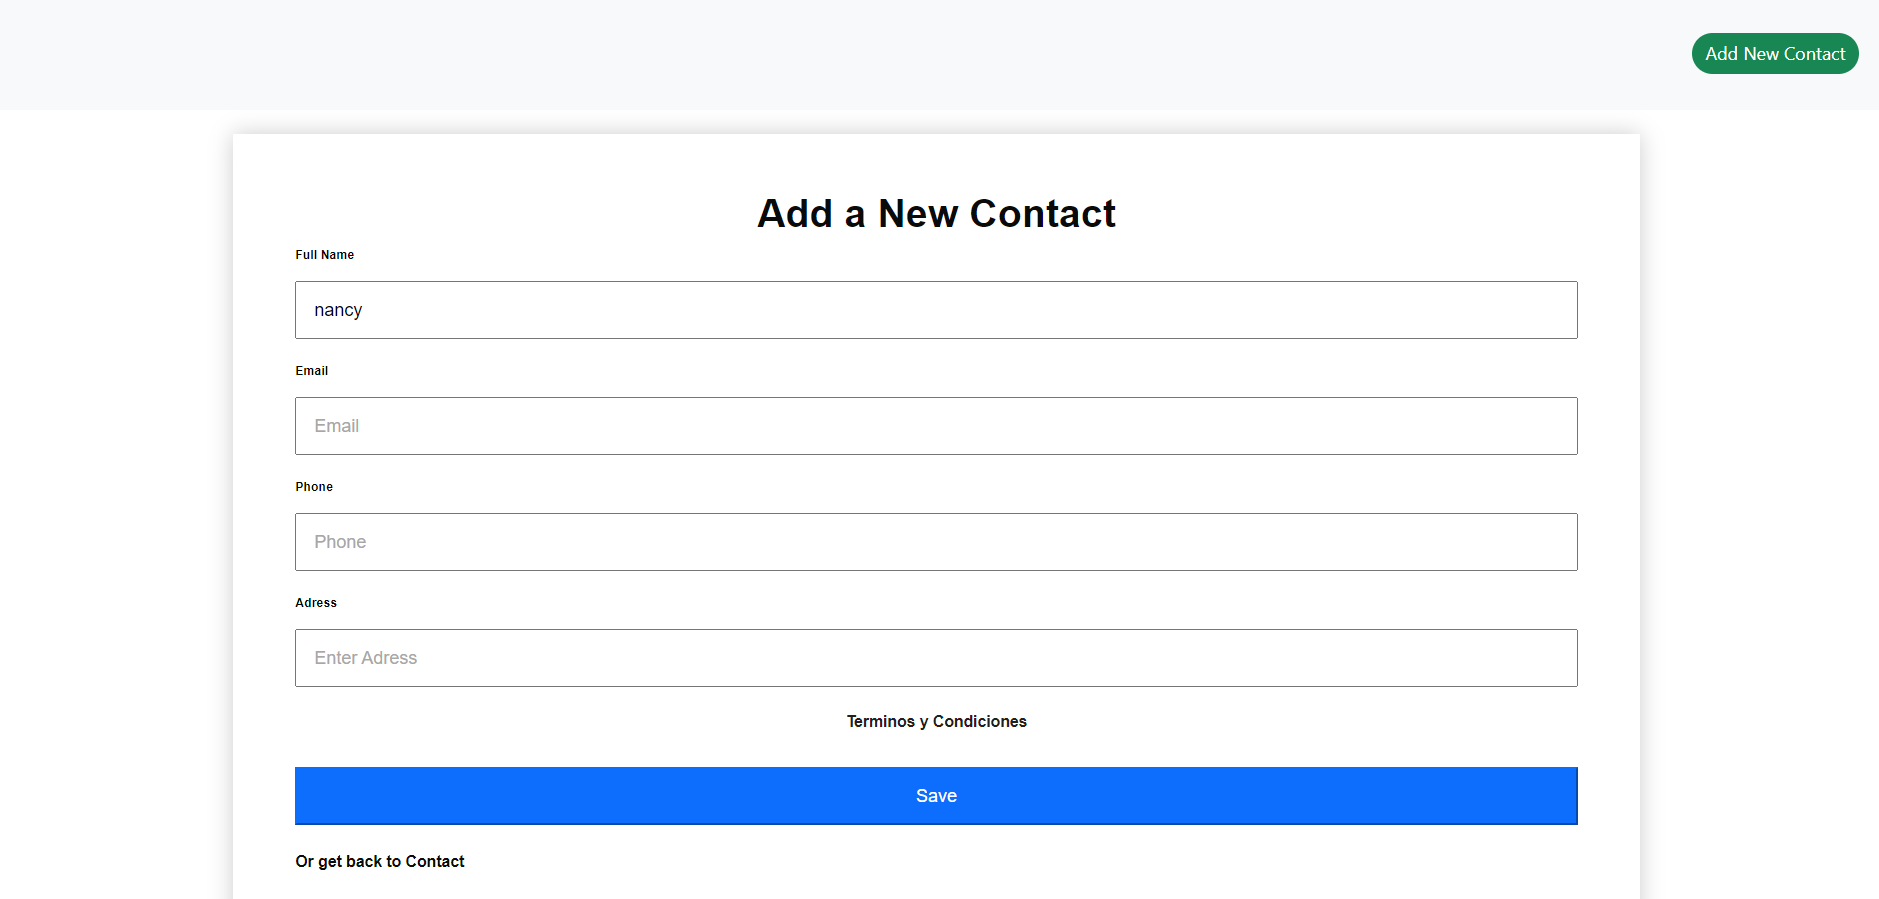 Add New Contact
Add a New Contact
Full Name
nancy
Email
Email
Phone
Phone
Adress
Enter Adress
Terminos y Condiciones
Save
Or get back to Contact